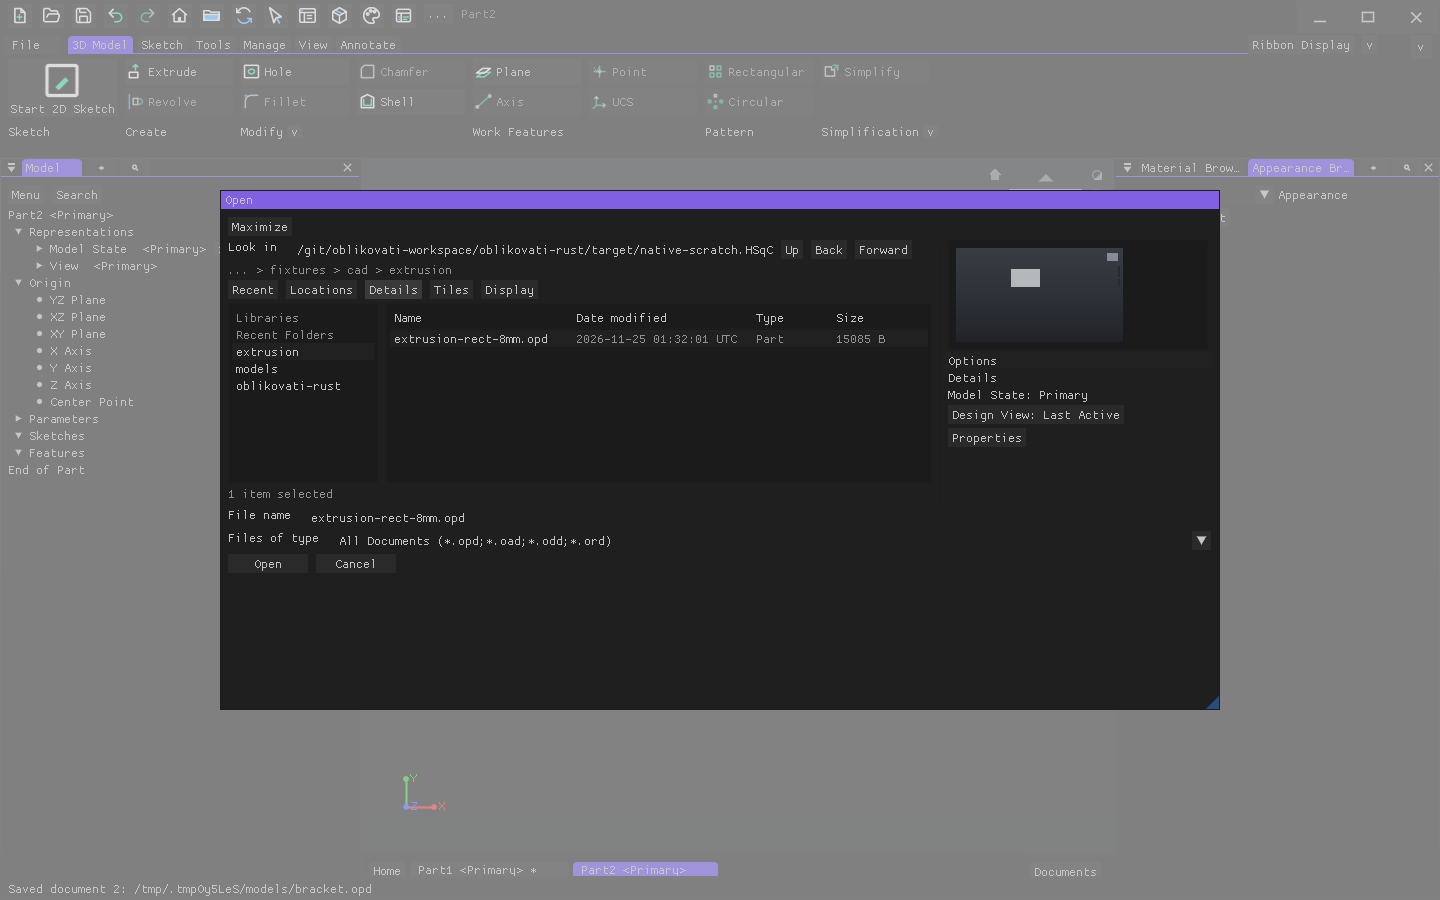 ... Part2
File 3D Model Sketch Tools Manage View Annotate Ribbon Display v v
Extrude Hole Chamfer Plane Point Rectangular Simplify
Start 2D Sketch Revolve Fillet Shell Axis UCS Circular
Sketch Create Modify v Work Features Pattern Simplification v
Model Material Brow... Appearance Br...
Menu Search Appearance
Part2 <Primary>
Representations
Model State <Primary>
View <Primary>
Origin
YZ Plane
XZ Plane
XY Plane
X Axis
Y Axis
Z Axis
Center Point
Parameters
Sketches
Features
End of Part
Open
Maximize
Look in /git/oblikovati-workspace/oblikovati-rust/target/native-scratch.HSqC Up Back Forward
... > fixtures > cad > extrusion
Recent Locations Details Tiles Display
Libraries
Recent Folders
extrusion
models
oblikovati-rust
Name Date modified Type Size
extrusion-rect-8mm.opd 2026-11-25 01:32:01 UTC Part 15085 B
Options
Details
Model State: Primary
Design View: Last Active
Properties
1 item selected
File name extrusion-rect-8mm.opd
Files of type All Documents (*.opd;*.oad;*.odd;*.ord)
Open Cancel
Y
Z X
Home Part1 <Primary> * Part2 <Primary> Documents
Saved document 2: /tmp/.tmpOy5LeS/models/bracket.opd